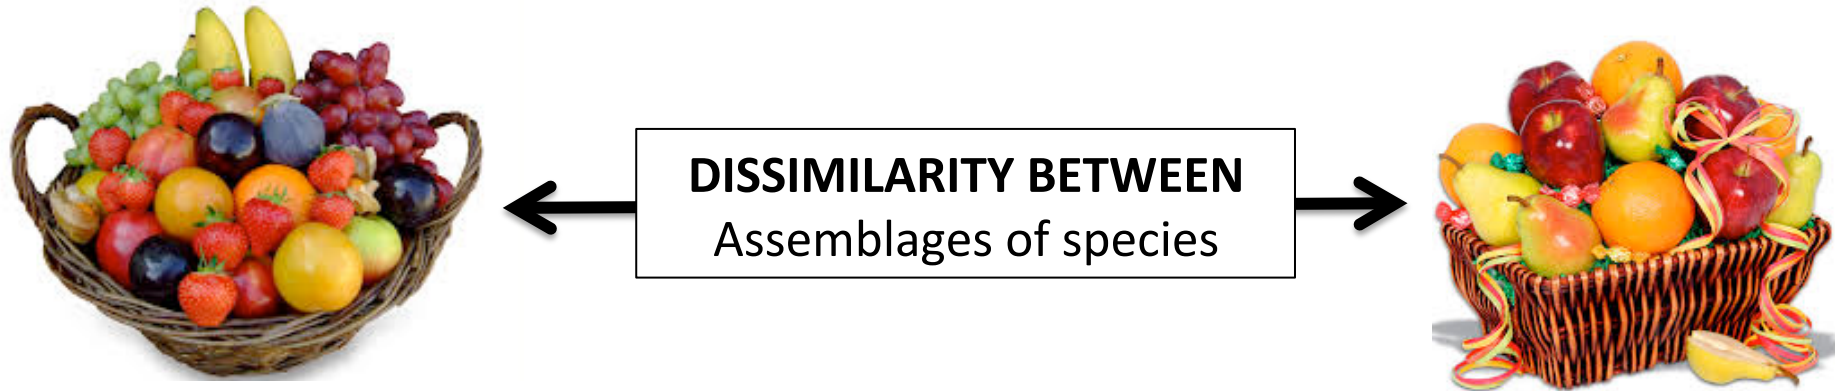 DISSIMILARITY BETWEEN
Assemblages of species